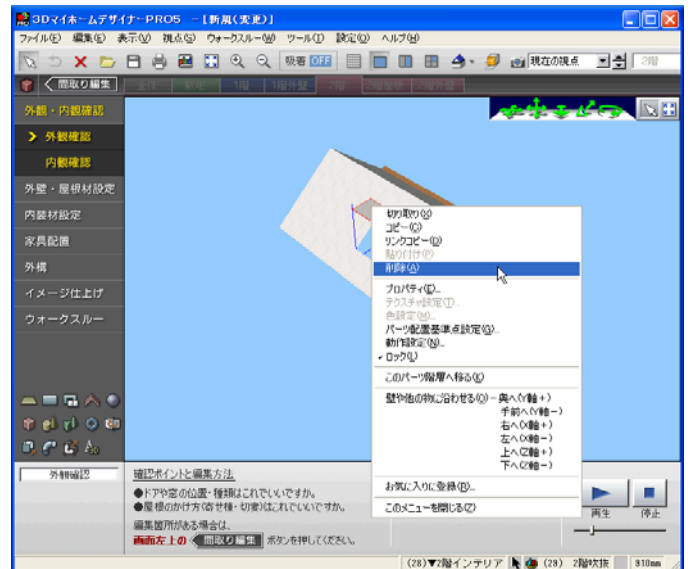 3DマイホームデザイナーPRO5 －[新風(変更)]
ファイル(F) 編集(E) 表示(V) 視点(S) ウォークスルー(W) ツール(T) 設定(O) ヘルプ(H)
吸着 OFF 現在の視点 2階
間取り編集 1階 1階外壁 2階 2階屋根
外観・内観確認
外観確認
内観確認
外壁・屋根材設定
内装材設定
家具配置
外構
イメージ仕上げ
ウォークスルー
切り取り(X)
コピー(C)
リンクコピー(D)
貼り付け(P)
削除(A)
プロパティ(E)...
テクスチャ設定(T)...
色設定(M)...
パーツ配置基準点設定(G)...
動作設定(N)...
ロック(L)
このパーツ階層へ移る(K)
壁や他の物に沿わせる(O) － 奥へ(Y軸＋)
手前へ(Y軸－)
右へ(X軸＋)
左へ(X軸－)
上へ(Z軸＋)
下へ(Z軸－)
お気に入りに登録(R)...
このメニューを閉じる(Z)
外観確認
確認ポイントと編集方法
●ドアや窓の位置・種類はこれでいいですか。
●屋根のかけ方(寄せ棟・切妻)はこれでいいですか。
編集箇所がある場合は、
画面左上の 間取り編集 ボタンを押してください。
再生 停止
(28)▼2階インテリア (29) 2階吹抜 910mm